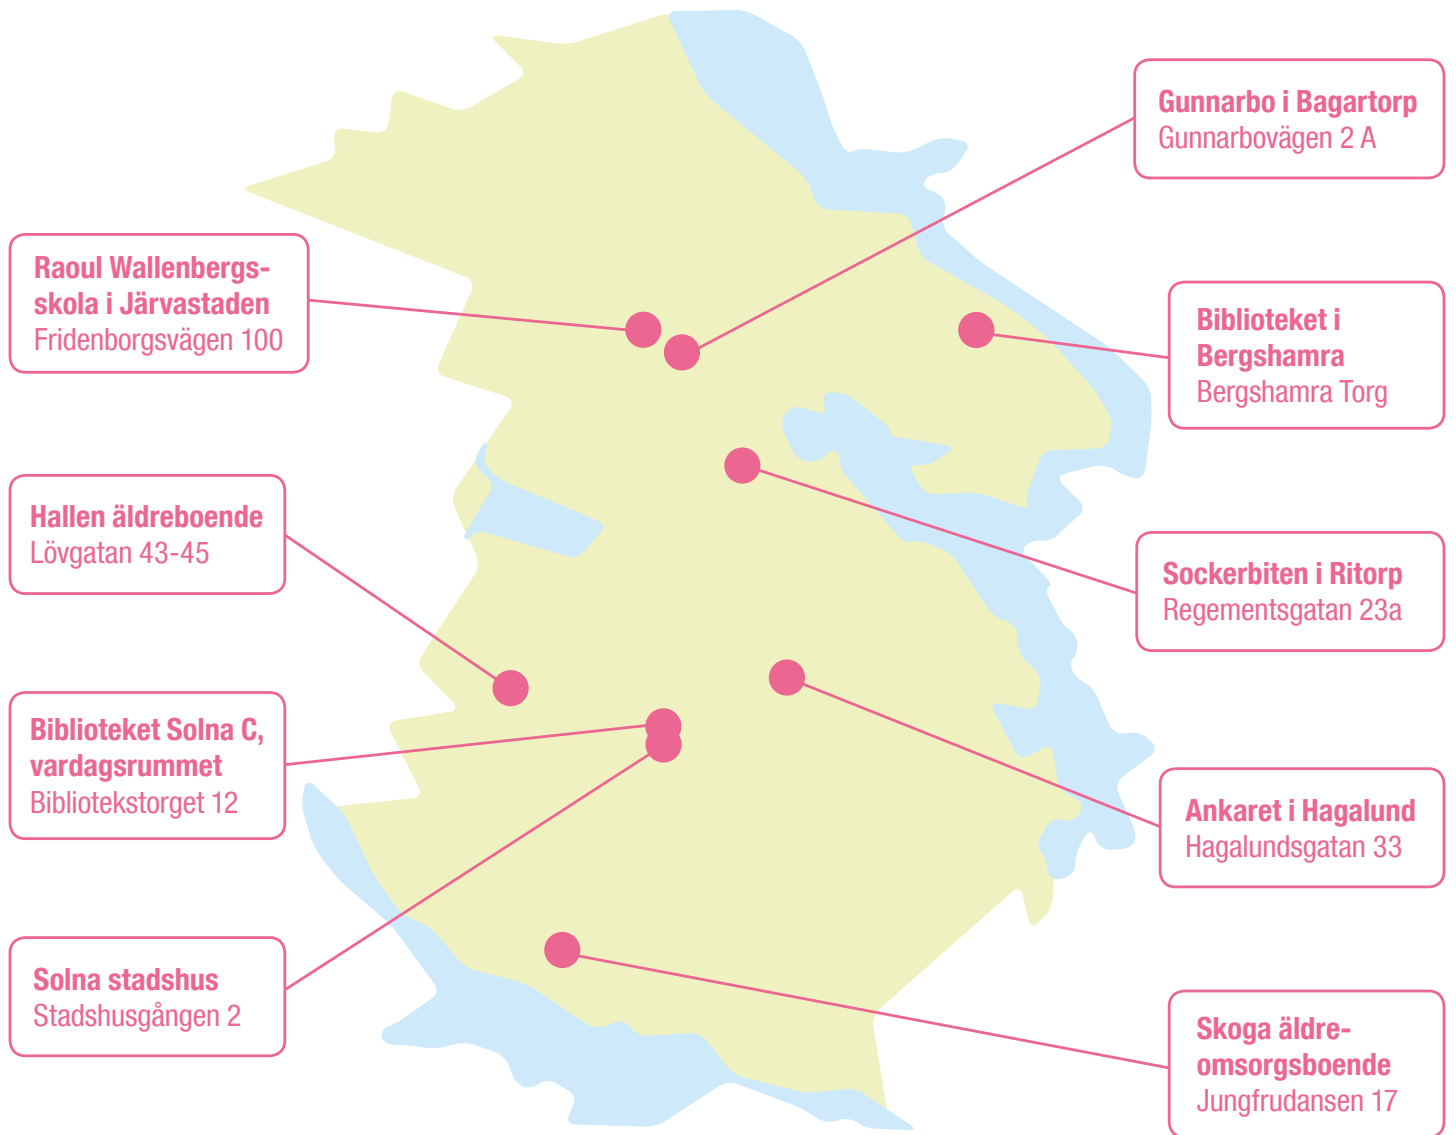 Gunnarbo i Bagartorp
Gunnarbovägen 2 A
Raoul Wallenbergs-
skola i Järvastaden
Fridenborgsvägen 100
Biblioteket i
Bergshamra
Bergshamra Torg
Hallen äldreboende
Lövgatan 43-45
Sockerbiten i Ritorp
Regementsgatan 23a
Biblioteket Solna C,
vardagsrummet
Bibliotekstorget 12
Ankaret i Hagalund
Hagalundsgatan 33
Solna stadshus
Stadshusgången 2
Skoga äldre-
omsorgsboende
Jungfrudansen 17